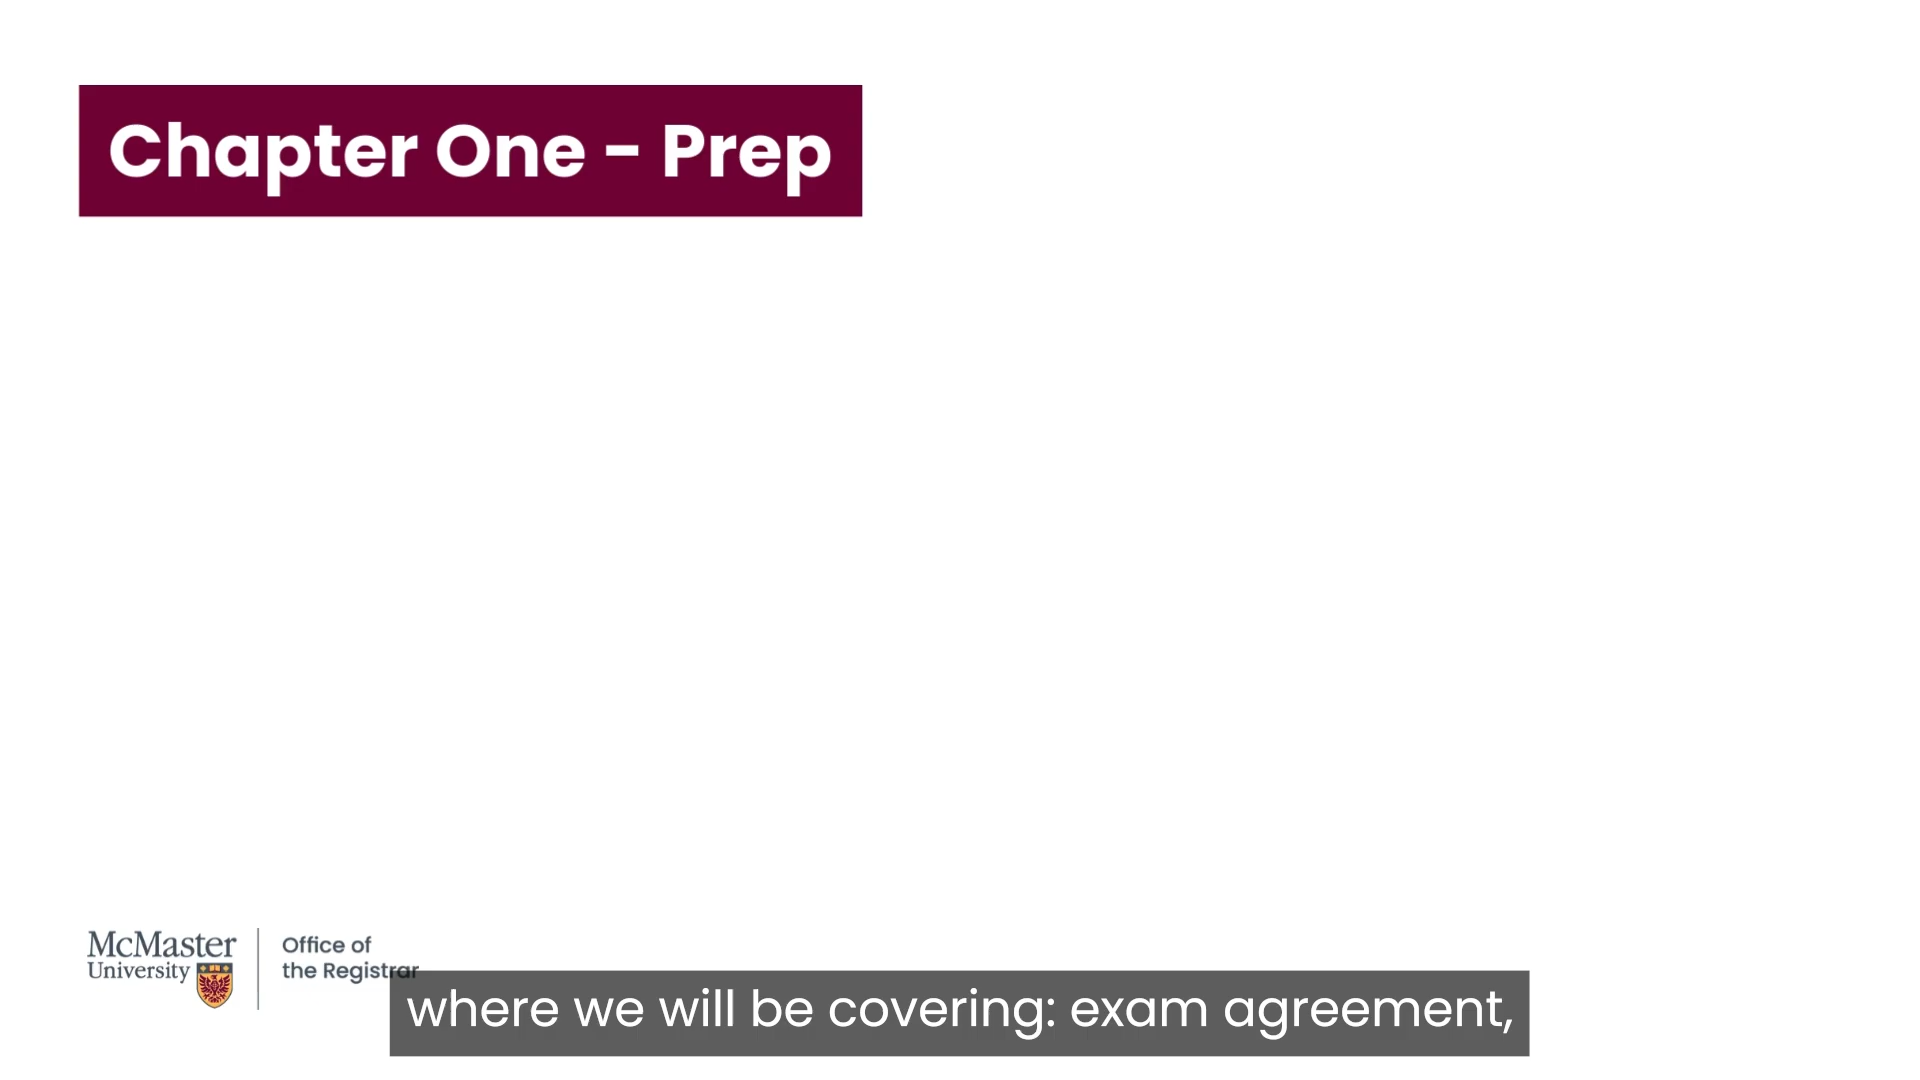 Chapter One - Prep
McMaster
University
Office of
the Registrar
where we will be covering: exam agreement,